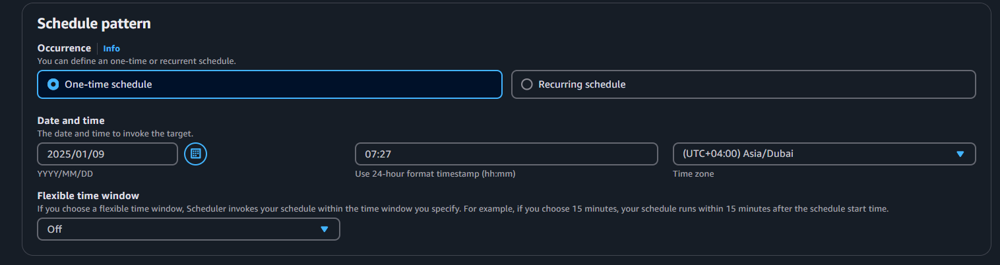 Schedule pattern
Occurrence Info
You can define an one-time or recurrent schedule.
One-time schedule
Recurring schedule
Date and time
The date and time to invoke the target.
2025/01/09
07:27
(UTC+04:00) Asia/Dubai
YYYY/MM/DD
Use 24-hour format timestamp (hh:mm)
Time zone
Flexible time window
If you choose a flexible time window, Scheduler invokes your schedule within the time window you specify. For example, if you choose 15 minutes, your schedule runs within 15 minutes after the schedule start time.
Off